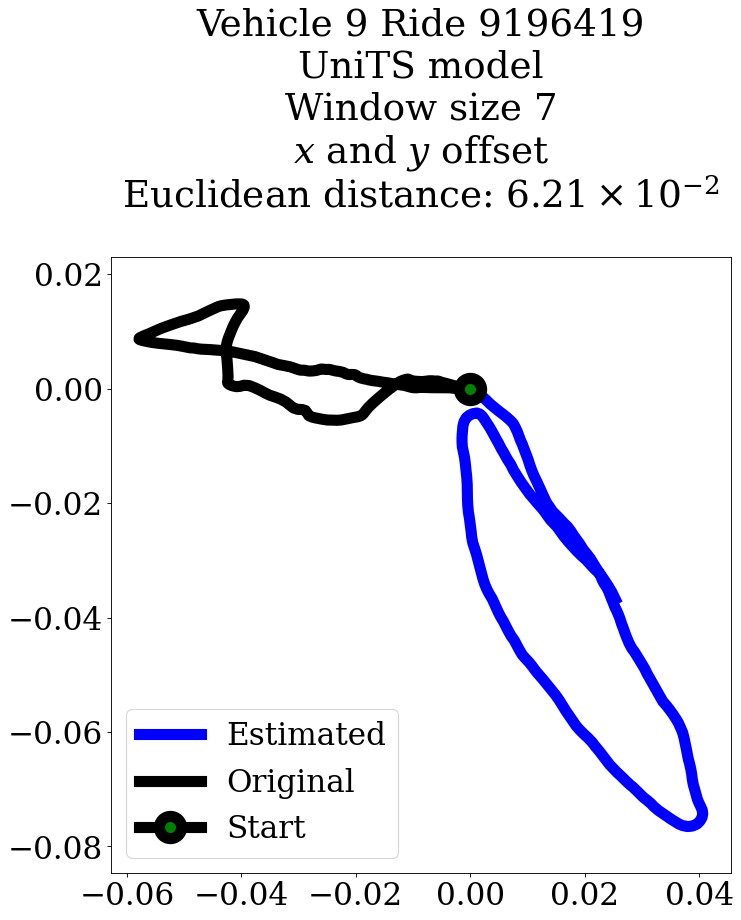 Vehicle 9 Ride 9196419
UniTS model
Window size 7
x and y offset
Euclidean distance: 6.21 × 10⁻²
0.02
0.00
−0.02
−0.04
−0.06
−0.08
Estimated
Original
Start
−0.06 −0.04 −0.02 0.00 0.02 0.04